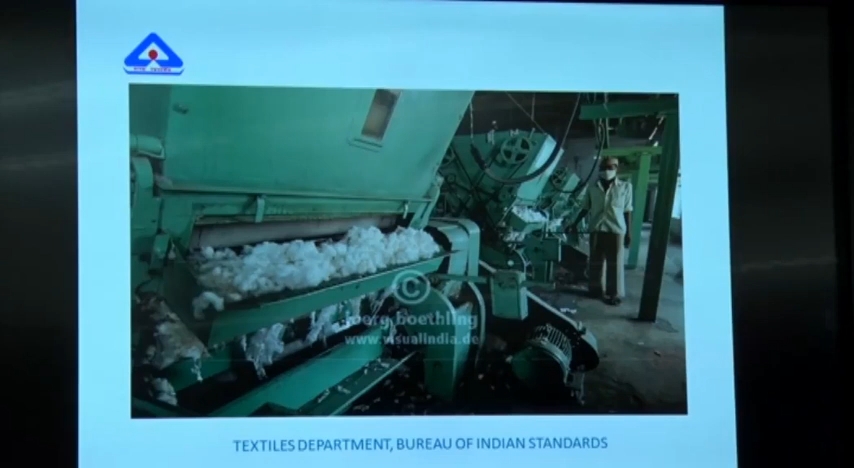 ©
joerg boethling
www.visualindia.de
TEXTILES DEPARTMENT, BUREAU OF INDIAN STANDARDS